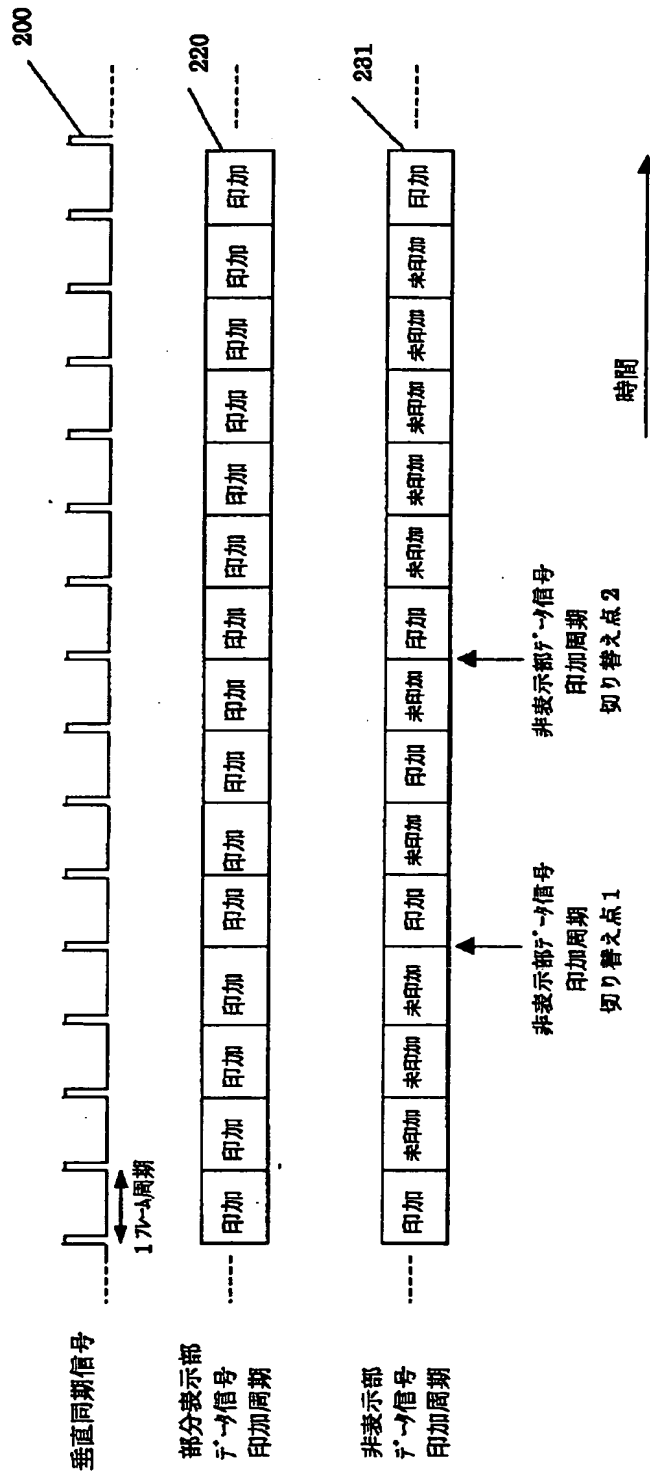 200
垂直同期信号
1ﾌﾚｰﾑ周期
220
部分表示部
ﾃﾞｰﾀ信号
印加周期
印加 印加 印加 印加 印加 印加 印加 印加 印加 印加 印加 印加 印加 印加 印加
231
非表示部
ﾃﾞｰﾀ信号
印加周期
印加 未印加 未印加 未印加 印加 未印加 印加 未印加 印加 未印加 未印加 未印加 未印加 未印加 印加
非表示部ﾃﾞｰﾀ信号
印加周期
切り替え点1
非表示部ﾃﾞｰﾀ信号
印加周期
切り替え点2
時間